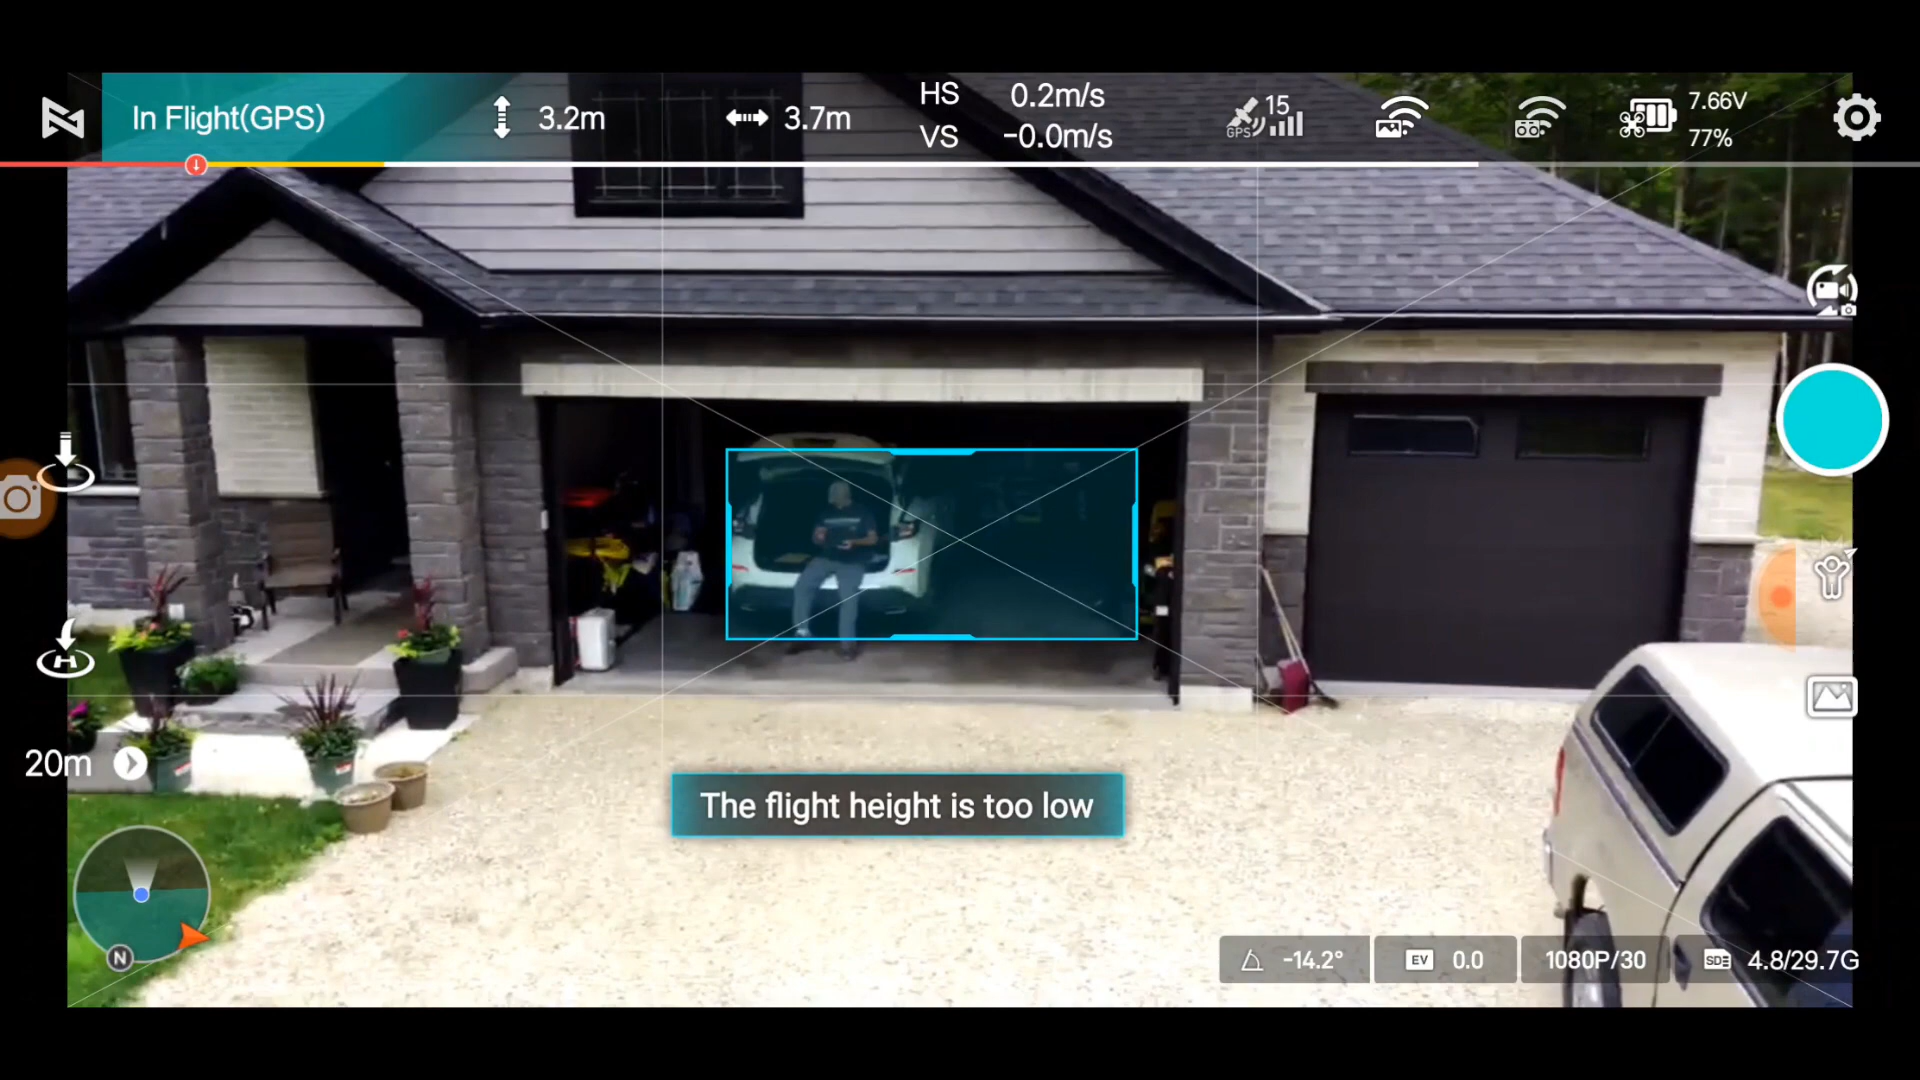 In Flight(GPS)
3.2m
3.7m
HS 0.2m/s
VS -0.0m/s
GPS
15
7.66V
77%
20m
H
The flight height is too low
N
-14.2°
EV 0.0
1080P/30
SD 4.8/29.7G